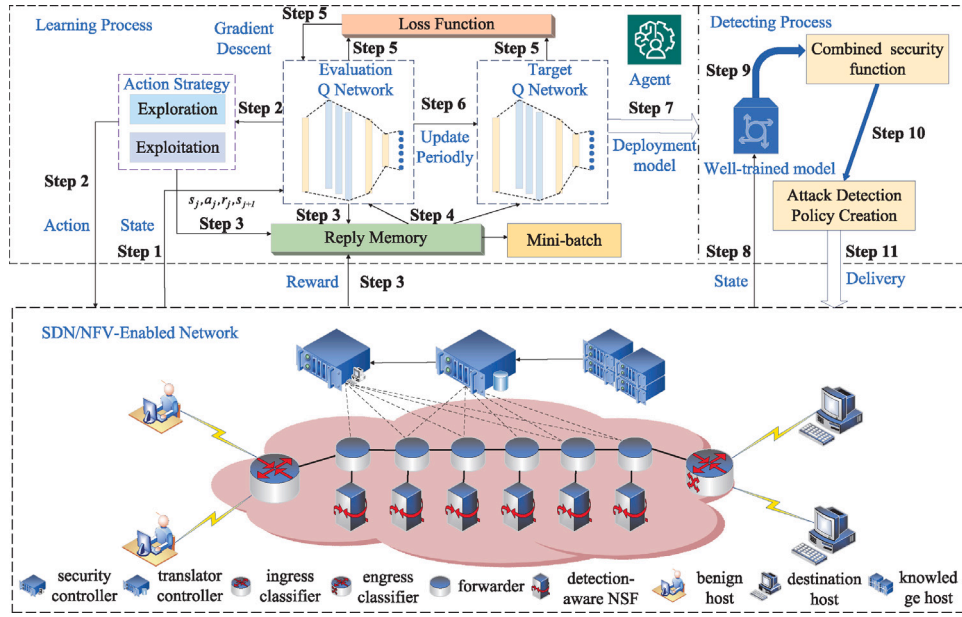 Learning Process
Step 5
Gradient
Descent
Loss Function
Step 5
Step 5
Action Strategy
Exploration
Exploitation
Step 2
Evaluation
Q Network
Step 6
Update
Periodly
Target
Q Network
Agent
Step 7
Deployment
model
Step 2
Action
State
Step 1
s_j, a_j, r_j, s_{j+1}
Step 3
Step 3
Step 4
Reply Memory
Mini-batch
Reward
Step 3
Detecting Process
Step 9
Combined security
function
Step 10
Well-trained model
Attack Detection
Policy Creation
Step 8
State
Step 11
Delivery
SDN/NFV-Enabled Network
security
controller
translator
controller
ingress
classifier
engress
classifier
forwarder
detection-
aware NSF
benign
host
destination
host
knowled
ge host